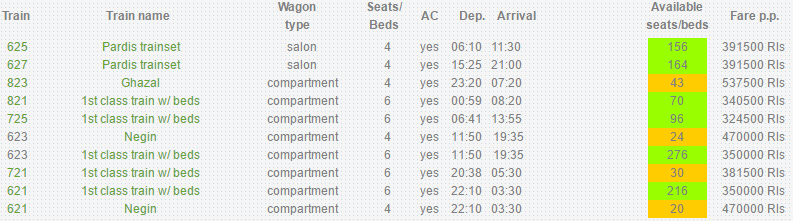 Train Train name Wagon type Seats/ Beds AC Dep. Arrival Available seats/beds Fare p.p.
625 Pardis trainset salon 4 yes 06:10 11:30 156 391500 Rls
627 Pardis trainset salon 4 yes 15:25 21:00 164 391500 Rls
823 Ghazal compartment 4 yes 23:20 07:20 43 537500 Rls
821 1st class train w/ beds compartment 6 yes 00:59 08:20 70 340500 Rls
725 1st class train w/ beds compartment 6 yes 06:41 13:55 96 324500 Rls
623 Negin compartment 4 yes 11:50 19:35 24 470000 Rls
623 1st class train w/ beds compartment 6 yes 11:50 19:35 276 350000 Rls
721 1st class train w/ beds compartment 6 yes 20:38 05:30 30 381500 Rls
621 1st class train w/ beds compartment 6 yes 22:10 03:30 216 350000 Rls
621 Negin compartment 4 yes 22:10 03:30 20 470000 Rls